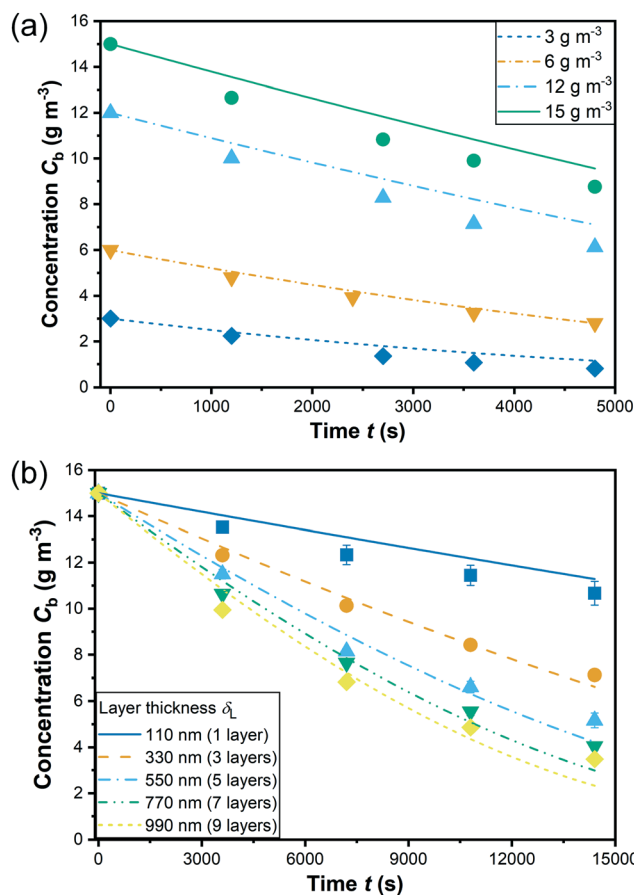 (a)
3 g m⁻³
6 g m⁻³
12 g m⁻³
15 g m⁻³
Concentration C_b (g m⁻³)
16
14
12
10
8
6
4
2
0
0 1000 2000 3000 4000 5000
Time t (s)
(b)
Concentration C_b (g m⁻³)
16
14
12
10
8
6
4
2
0
Layer thickness δ_L
110 nm (1 layer)
330 nm (3 layers)
550 nm (5 layers)
770 nm (7 layers)
990 nm (9 layers)
0 3000 6000 9000 12000 15000
Time t (s)